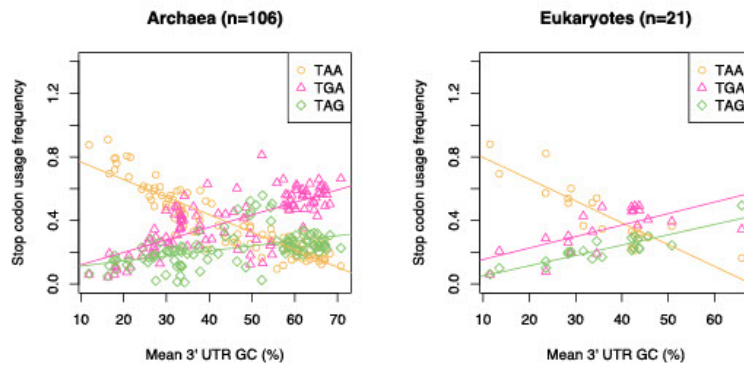 Archaea (n=106)
Stop codon usage frequency
1.2
0.8
0.4
0.0
TAA
TGA
TAG
10 20 30 40 50 60 70
Mean 3' UTR GC (%)
Eukaryotes (n=21)
Stop codon usage frequency
1.2
0.8
0.4
0.0
TAA
TGA
TAG
10 20 30 40 50 60
Mean 3' UTR GC (%)